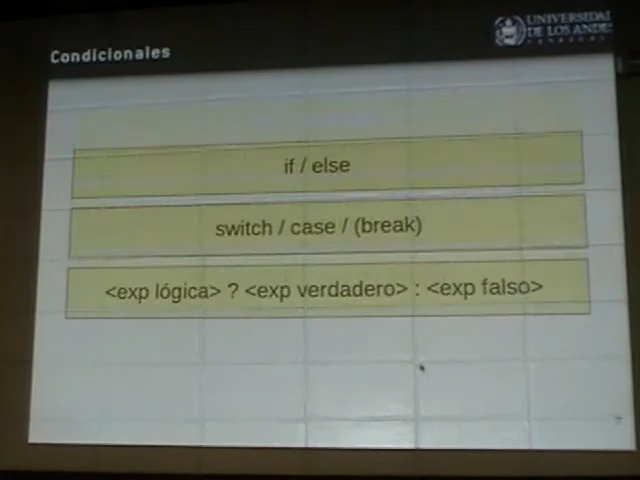 Condicionales
UNIVERSIDAD
DE LOS ANDES
if / else
switch / case / (break)
<exp lógica> ? <exp verdadero> : <exp falso>